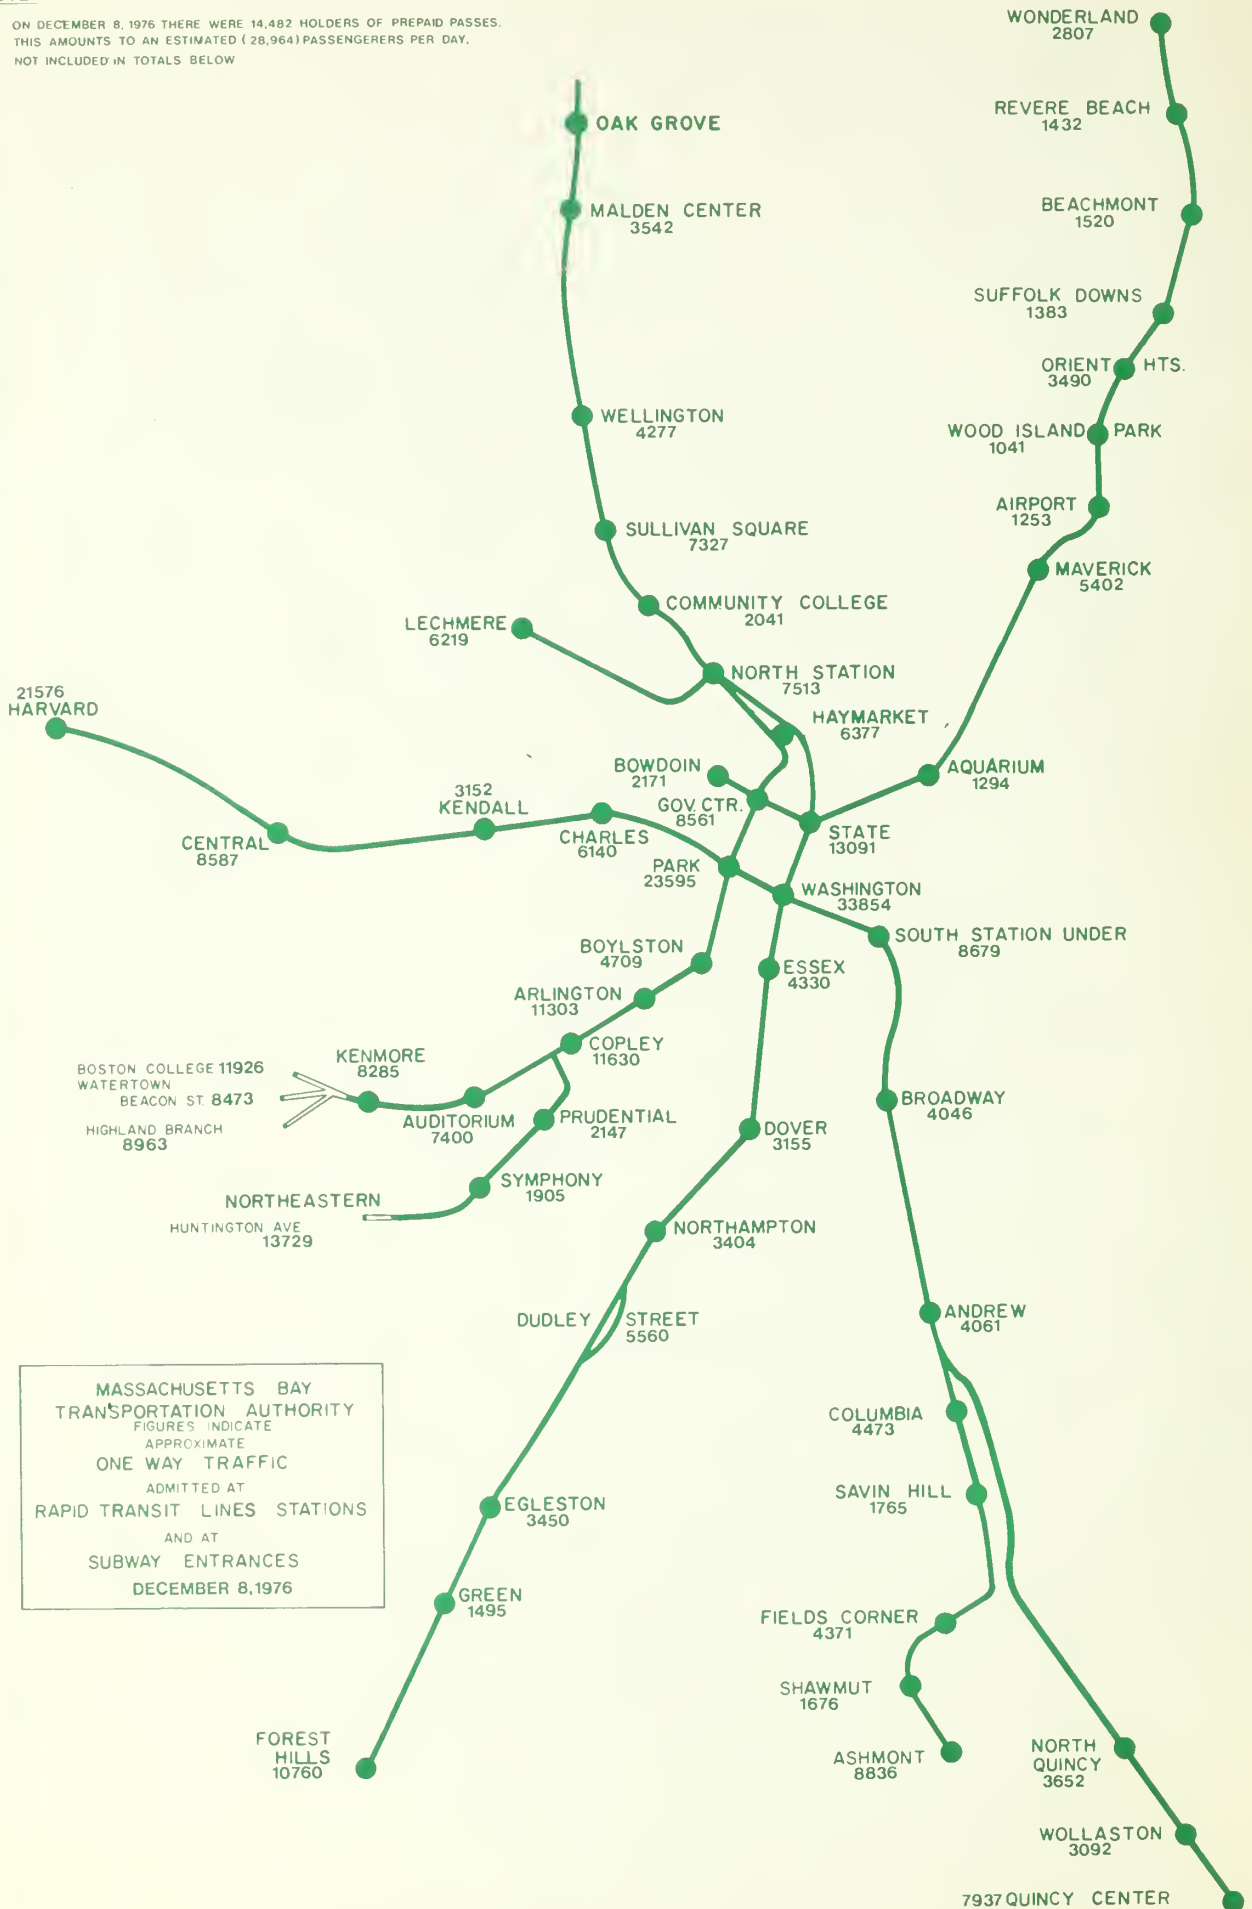 ON DECEMBER 8, 1976 THERE WERE 14,482 HOLDERS OF PREPAID PASSES.
THIS AMOUNTS TO AN ESTIMATED (28,964) PASSENGERERS PER DAY,
NOT INCLUDED IN TOTALS BELOW
WONDERLAND
2807
REVERE BEACH
1432
OAK GROVE
MALDEN CENTER
3542
BEACHMONT
1520
SUFFOLK DOWNS
1383
ORIENT HTS.
3490
WELLINGTON
4277
WOOD ISLAND PARK
1041
AIRPORT
1253
SULLIVAN SQUARE
7327
MAVERICK
5402
COMMUNITY COLLEGE
2041
LECHMERE
6219
NORTH STATION
7513
21576
HARVARD
HAYMARKET
6377
BOWDOIN
2171
AQUARIUM
1294
3152
KENDALL
GOV. CTR.
8561
CENTRAL
8587
CHARLES
6140
STATE
13091
PARK
23595
WASHINGTON
33854
SOUTH STATION UNDER
8679
BOYLSTON
4709
ESSEX
4330
ARLINGTON
11303
COPLEY
11630
KENMORE
8285
BOSTON COLLEGE 11926
WATERTOWN
BEACON ST. 8473
HIGHLAND BRANCH
8963
AUDITORIUM
7400
PRUDENTIAL
2147
BROADWAY
4046
DOVER
3155
SYMPHONY
1905
NORTHEASTERN
HUNTINGTON AVE
13729
NORTHAMPTON
3404
DUDLEY STREET
5560
ANDREW
4061
MASSACHUSETTS BAY
TRANSPORTATION AUTHORITY
FIGURES INDICATE
APPROXIMATE
ONE WAY TRAFFIC
ADMITTED AT
RAPID TRANSIT LINES STATIONS
AND AT
SUBWAY ENTRANCES
DECEMBER 8, 1976
COLUMBIA
4473
SAVIN HILL
1765
EGLESTON
3450
GREEN
1495
FIELDS CORNER
4371
SHAWMUT
1676
FOREST
HILLS
10760
ASHMONT
8836
NORTH
QUINCY
3652
WOLLASTON
3092
7937 QUINCY CENTER